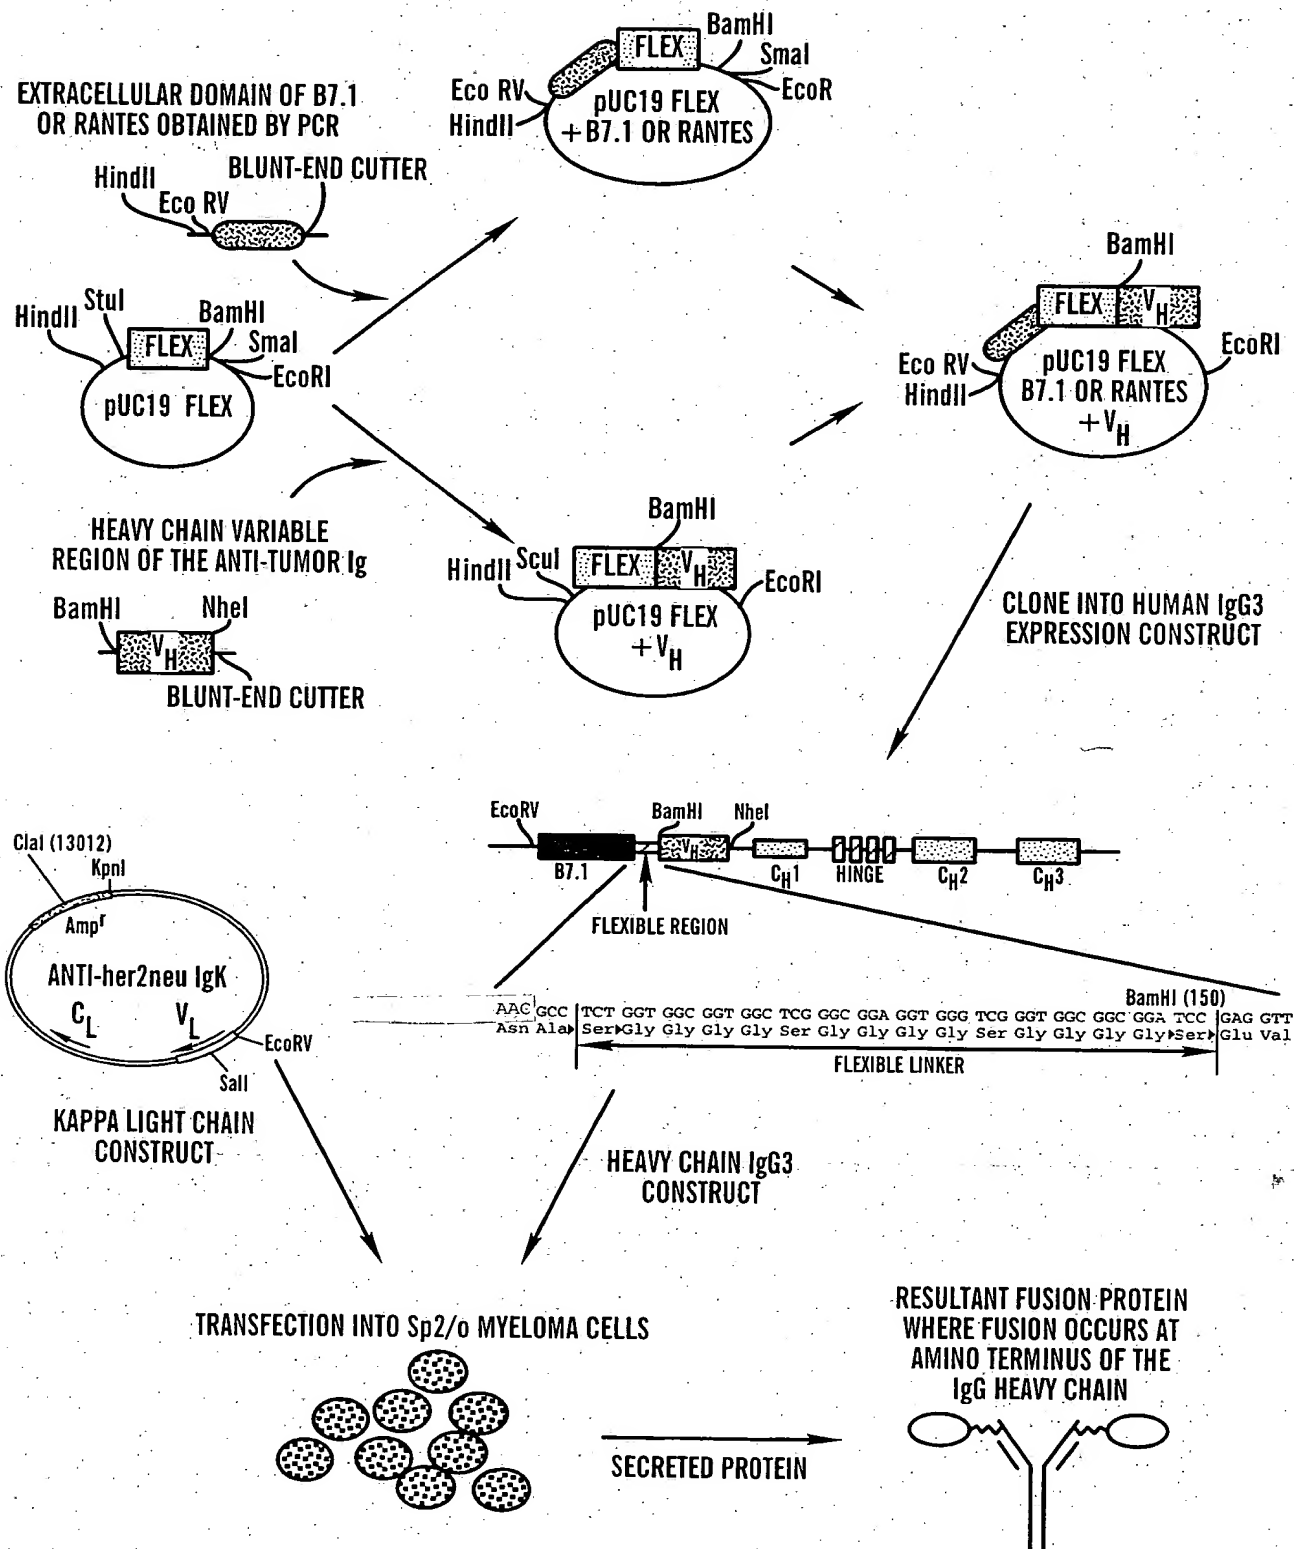 BamHI
FLEX
SmaI
Eco RV
EcoR
HindII
pUC19 FLEX
+B7.1 OR RANTES
EXTRACELLULAR DOMAIN OF B7.1
OR RANTES OBTAINED BY PCR
HindII
BLUNT-END CUTTER
Eco RV
HindII
StuI
BamHI
FLEX
SmaI
EcoRI
pUC19 FLEX
BamHI
FLEX
VH
Eco RV
HindII
EcoRI
pUC19 FLEX
B7.1 OR RANTES
+VH
HEAVY CHAIN VARIABLE
REGION OF THE ANTI-TUMOR Ig
BamHI
NheI
VH
BLUNT-END CUTTER
BamHI
HindII
ScuI
FLEX
VH
EcoRI
pUC19 FLEX
+VH
CLONE INTO HUMAN IgG3
EXPRESSION CONSTRUCT
EcoRV
BamHI
NheI
VH
B7.1
CH1
HINGE
CH2
CH3
FLEXIBLE REGION
ClaI (13012)
KpnI
Ampr
ANTI-her2neu IgK
CL
VL
EcoRV
SalI
KAPPA LIGHT CHAIN
CONSTRUCT
BamHI (150)
AAC GCC TCT GGT GGC GGT GGC TCG GGC GGA GGT GGG TCG GGT GGC GGC GGA TCC GAG GTT
Asn Ala Ser Gly Gly Gly Gly Ser Gly Gly Gly Gly Ser Gly Gly Gly Gly Ser Glu Val
FLEXIBLE LINKER
HEAVY CHAIN IgG3
CONSTRUCT
TRANSFECTION INTO Sp2/o MYELOMA CELLS
SECRETED PROTEIN
RESULTANT FUSION PROTEIN
WHERE FUSION OCCURS AT
AMINO TERMINUS OF THE
IgG HEAVY CHAIN